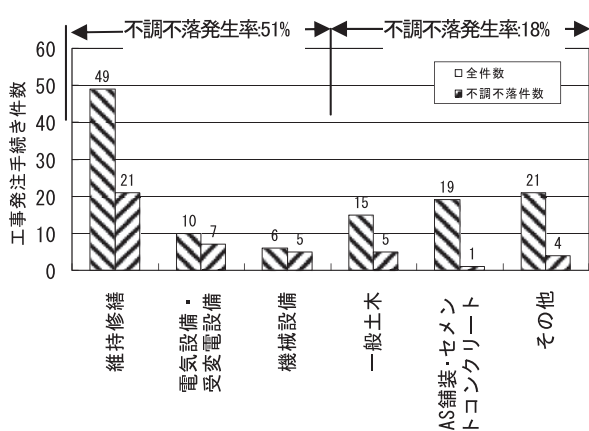 不調不落発生率:51%
不調不落発生率:18%
工事発注手続き件数
60
50
40
30
20
10
0
全件数
不調不落件数
49
21
10
7
6
5
15
5
19
1
21
4
維持修繕
電気設備・
受変電設備
機械設備
一般土木
AS舗装・セメン
トコンクリート
その他